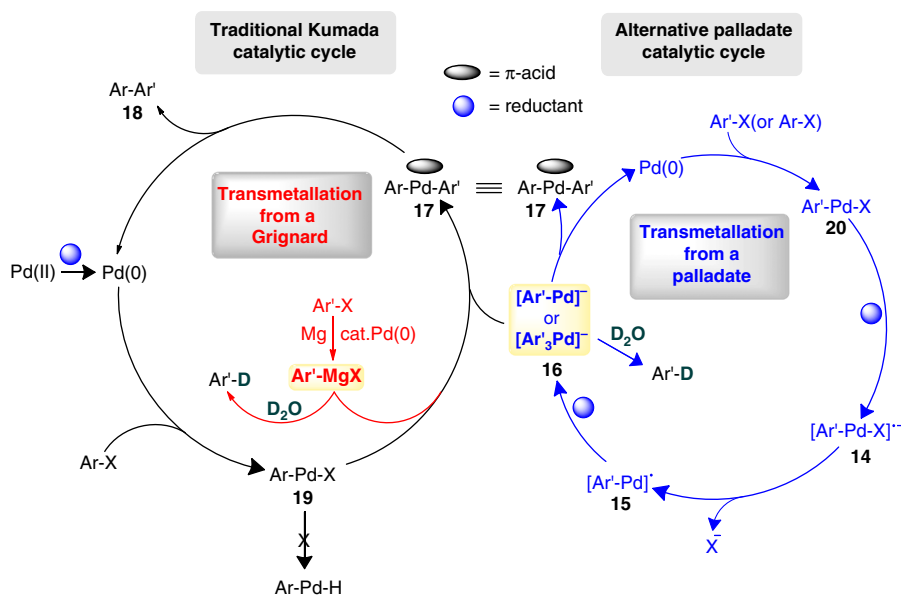 Traditional Kumada
catalytic cycle
Alternative palladate
catalytic cycle
= π-acid
= reductant
Ar-Ar'
18
Ar'-X(or Ar-X)
Pd(0)
Ar-Pd-Ar'
17
≡
Ar-Pd-Ar'
17
Ar'-Pd-X
20
Transmetallation
from a
Grignard
Transmetallation
from a
palladate
Pd(II)
Pd(0)
Ar'-X
Mg cat.Pd(0)
Ar'-MgX
Ar'-D
D₂O
[Ar'-Pd]⁻
or
[Ar'₃Pd]⁻
16
D₂O
Ar'-D
Ar-X
Ar-Pd-X
19
X
Ar-Pd-H
[Ar'-Pd-X]•⁻
14
[Ar'-Pd]•
15
X⁻